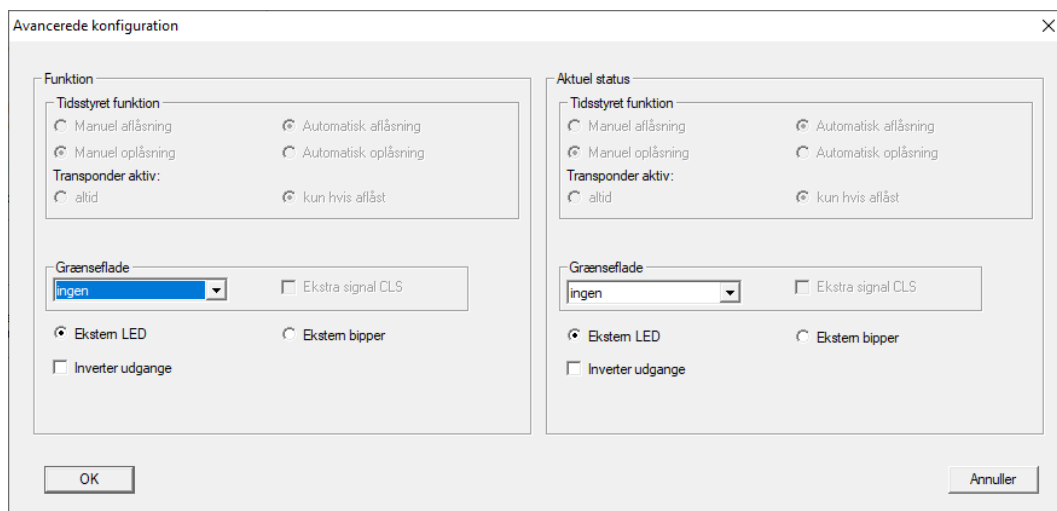 Avancerede konfiguration
Funktion
Tidsstyret funktion
Manuel aflåsning
Automatisk aflåsning
Manuel oplåsning
Automatisk oplåsning
Transponder aktiv:
altid
kun hvis aflåst
Grænseflade
ingen
Ekstra signal CLS
Ekstern LED
Ekstern bipper
Inverter udgange
Aktuel status
Tidsstyret funktion
Manuel aflåsning
Automatisk aflåsning
Manuel oplåsning
Automatisk oplåsning
Transponder aktiv:
altid
kun hvis aflåst
Grænseflade
ingen
Ekstra signal CLS
Ekstern LED
Ekstern bipper
Inverter udgange
OK
Annuller